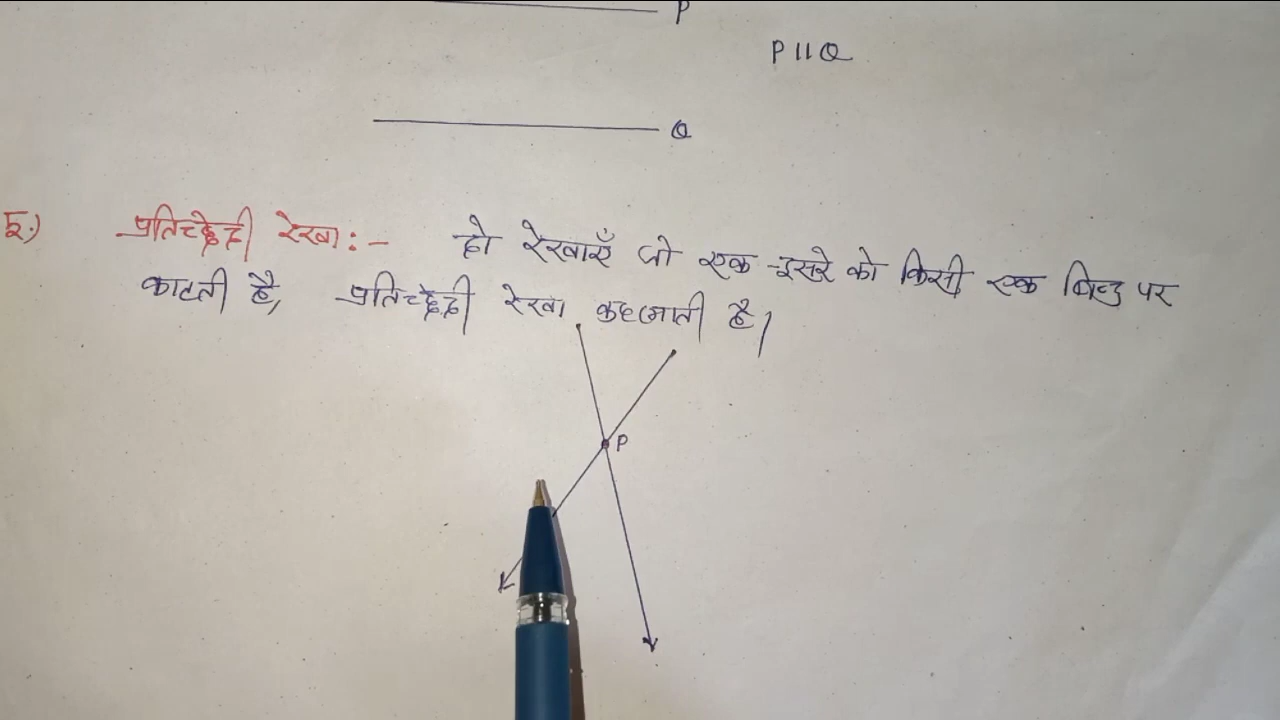 P
P || Q
Q
5.) प्रतिच्छेदी रेखा :- दो रेखाएँ जो एक-दूसरे को किसी एक बिन्दु पर
काटती है, प्रतिच्छेदी रेखा कहलाती है।
P